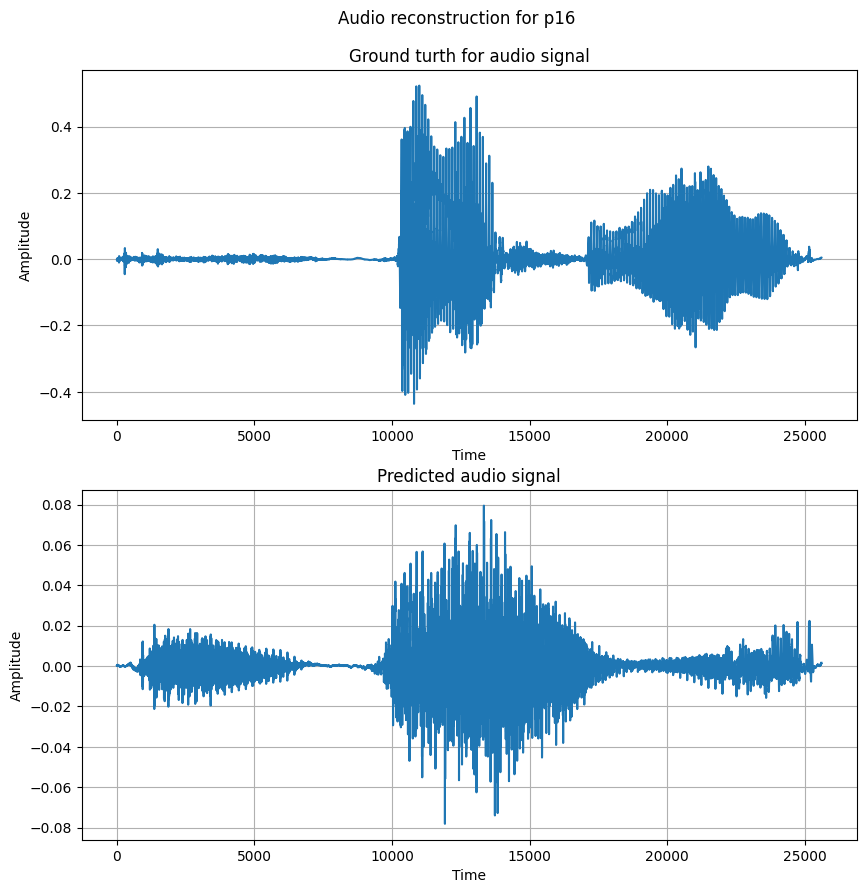 Audio reconstruction for p16
Ground turth for audio signal
Amplitude
0.4
0.2
0.0
−0.2
−0.4
0 5000 10000 15000 20000 25000
Time
Predicted audio signal
Amplitude
0.08
0.06
0.04
0.02
0.00
−0.02
−0.04
−0.06
−0.08
0 5000 10000 15000 20000 25000
Time